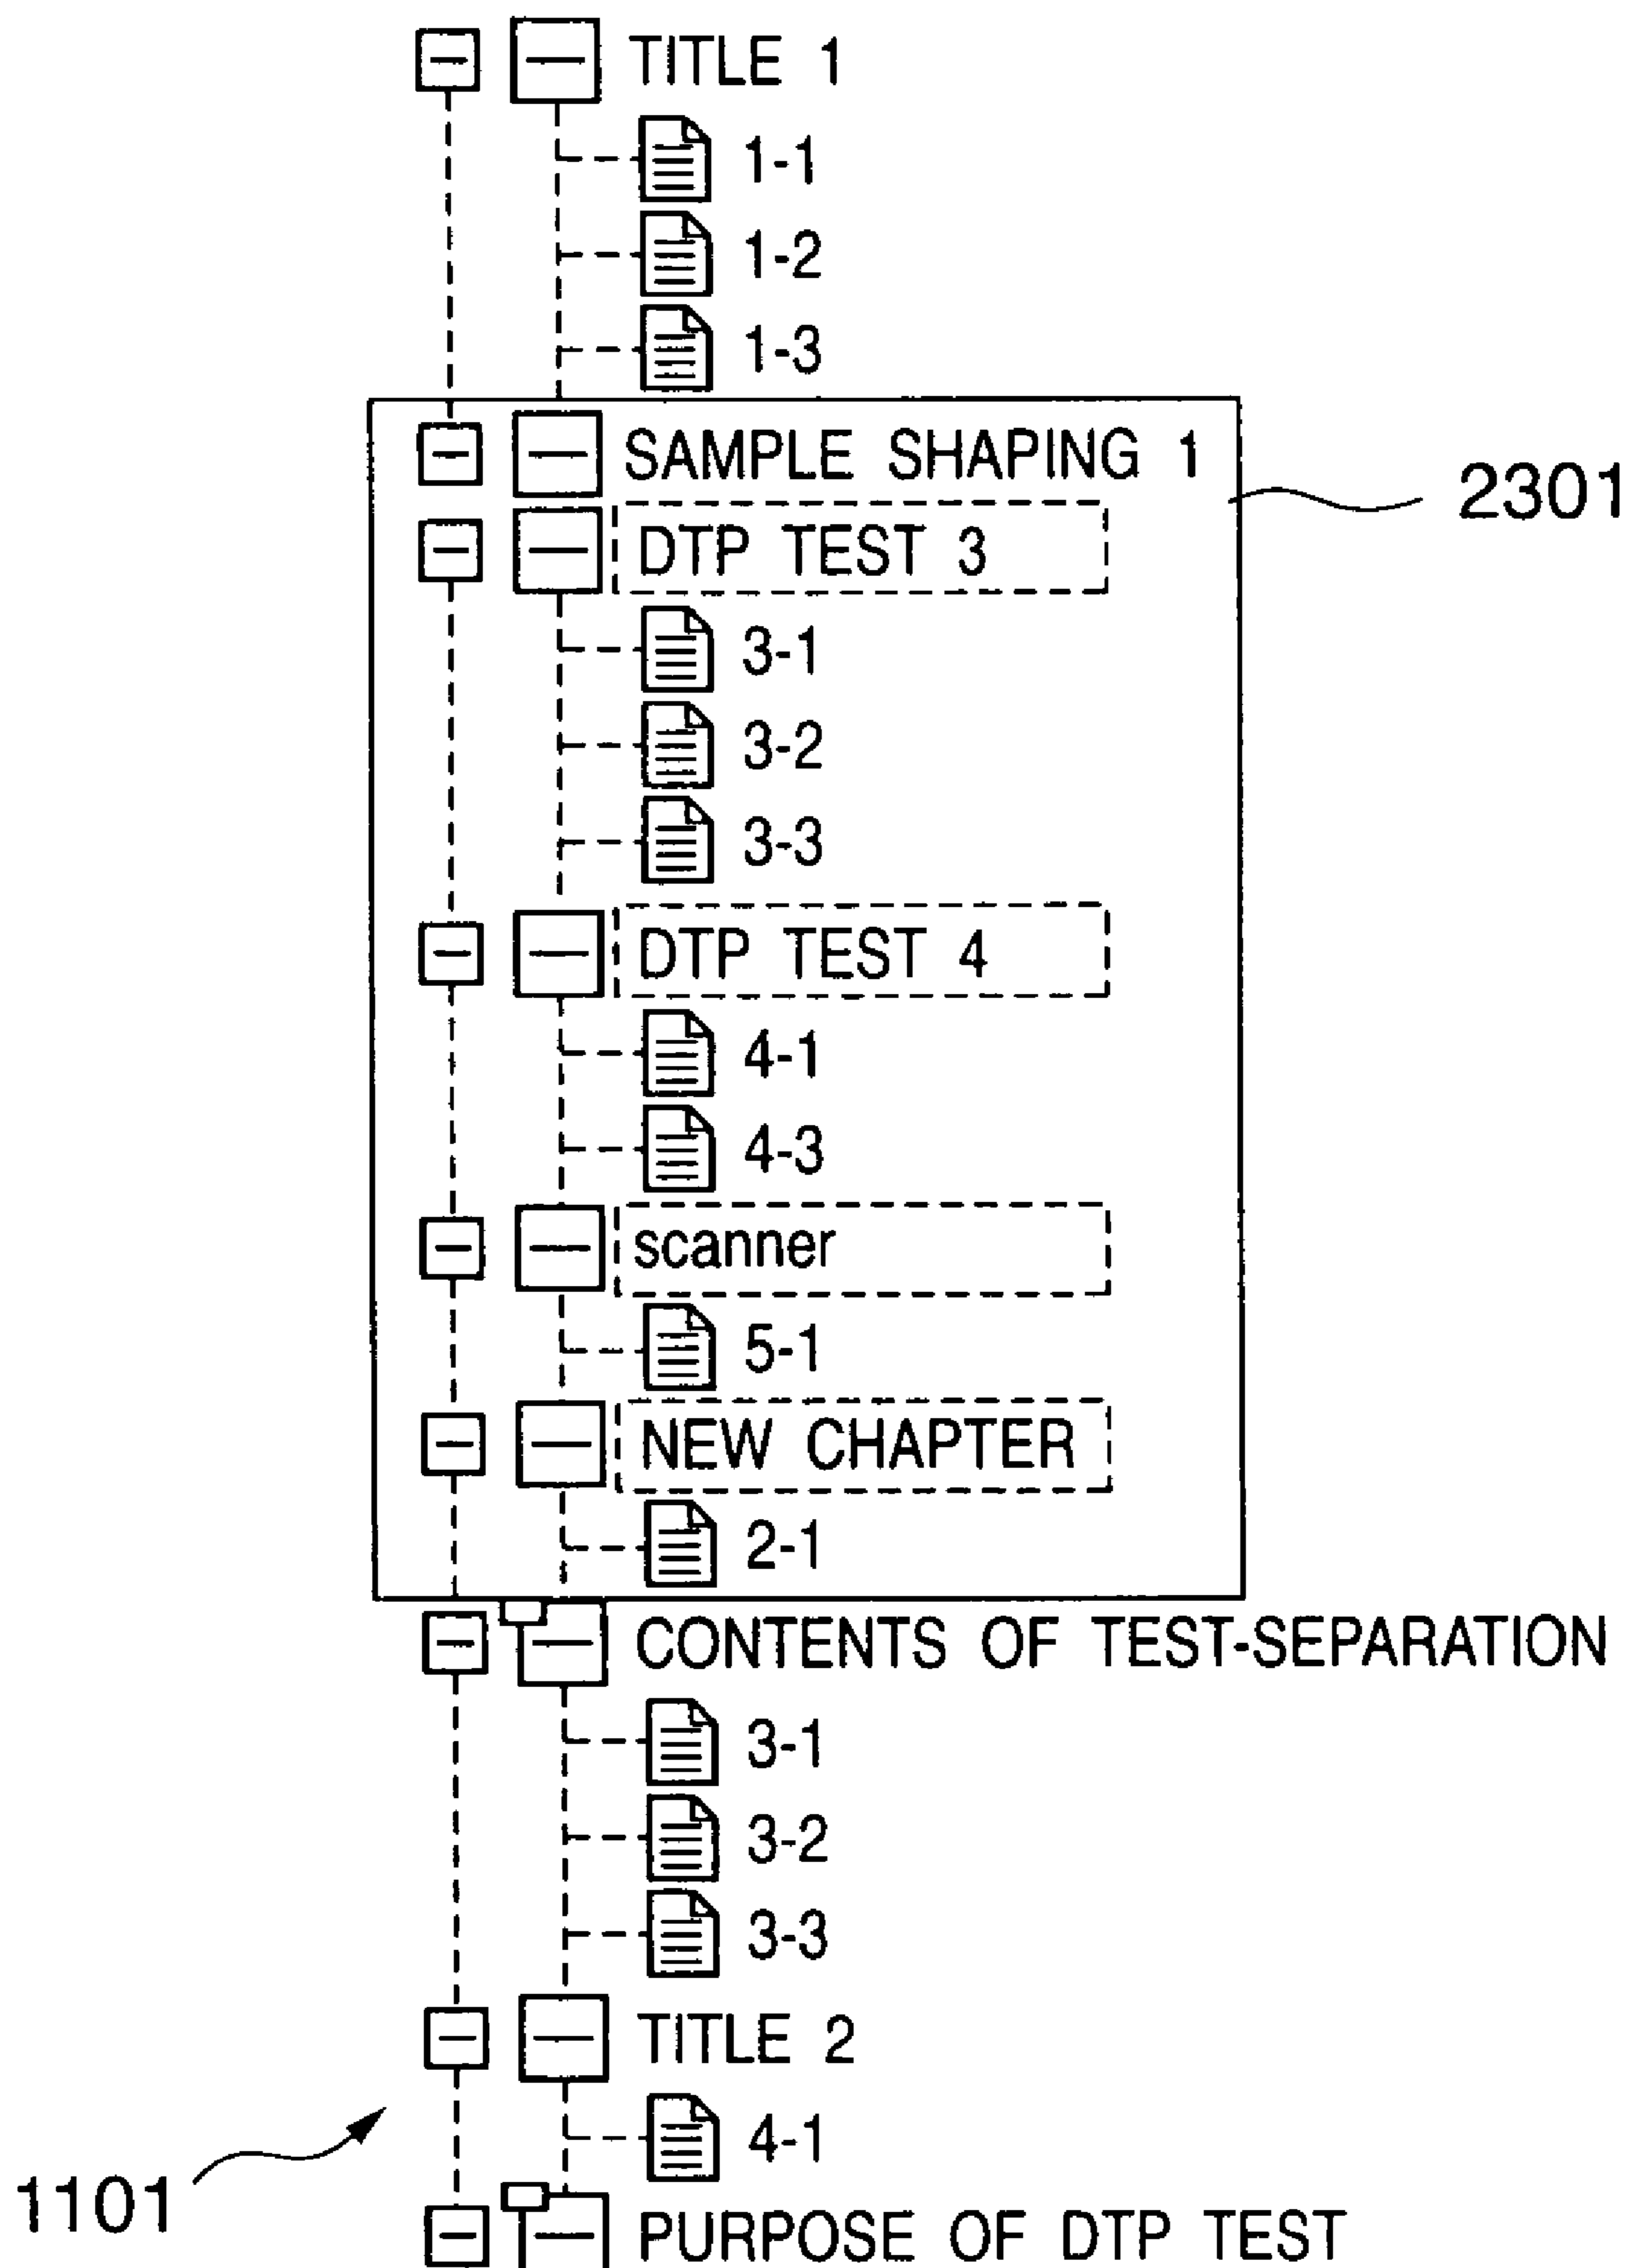 TITLE 1
1-1
1-2
1-3
SAMPLE SHAPING 1
2301
DTP TEST 3
3-1
3-2
3-3
DTP TEST 4
4-1
4-3
scanner
5-1
NEW CHAPTER
2-1
CONTENTS OF TEST-SEPARATION
3-1
3-2
3-3
TITLE 2
4-1
1101
PURPOSE OF DTP TEST